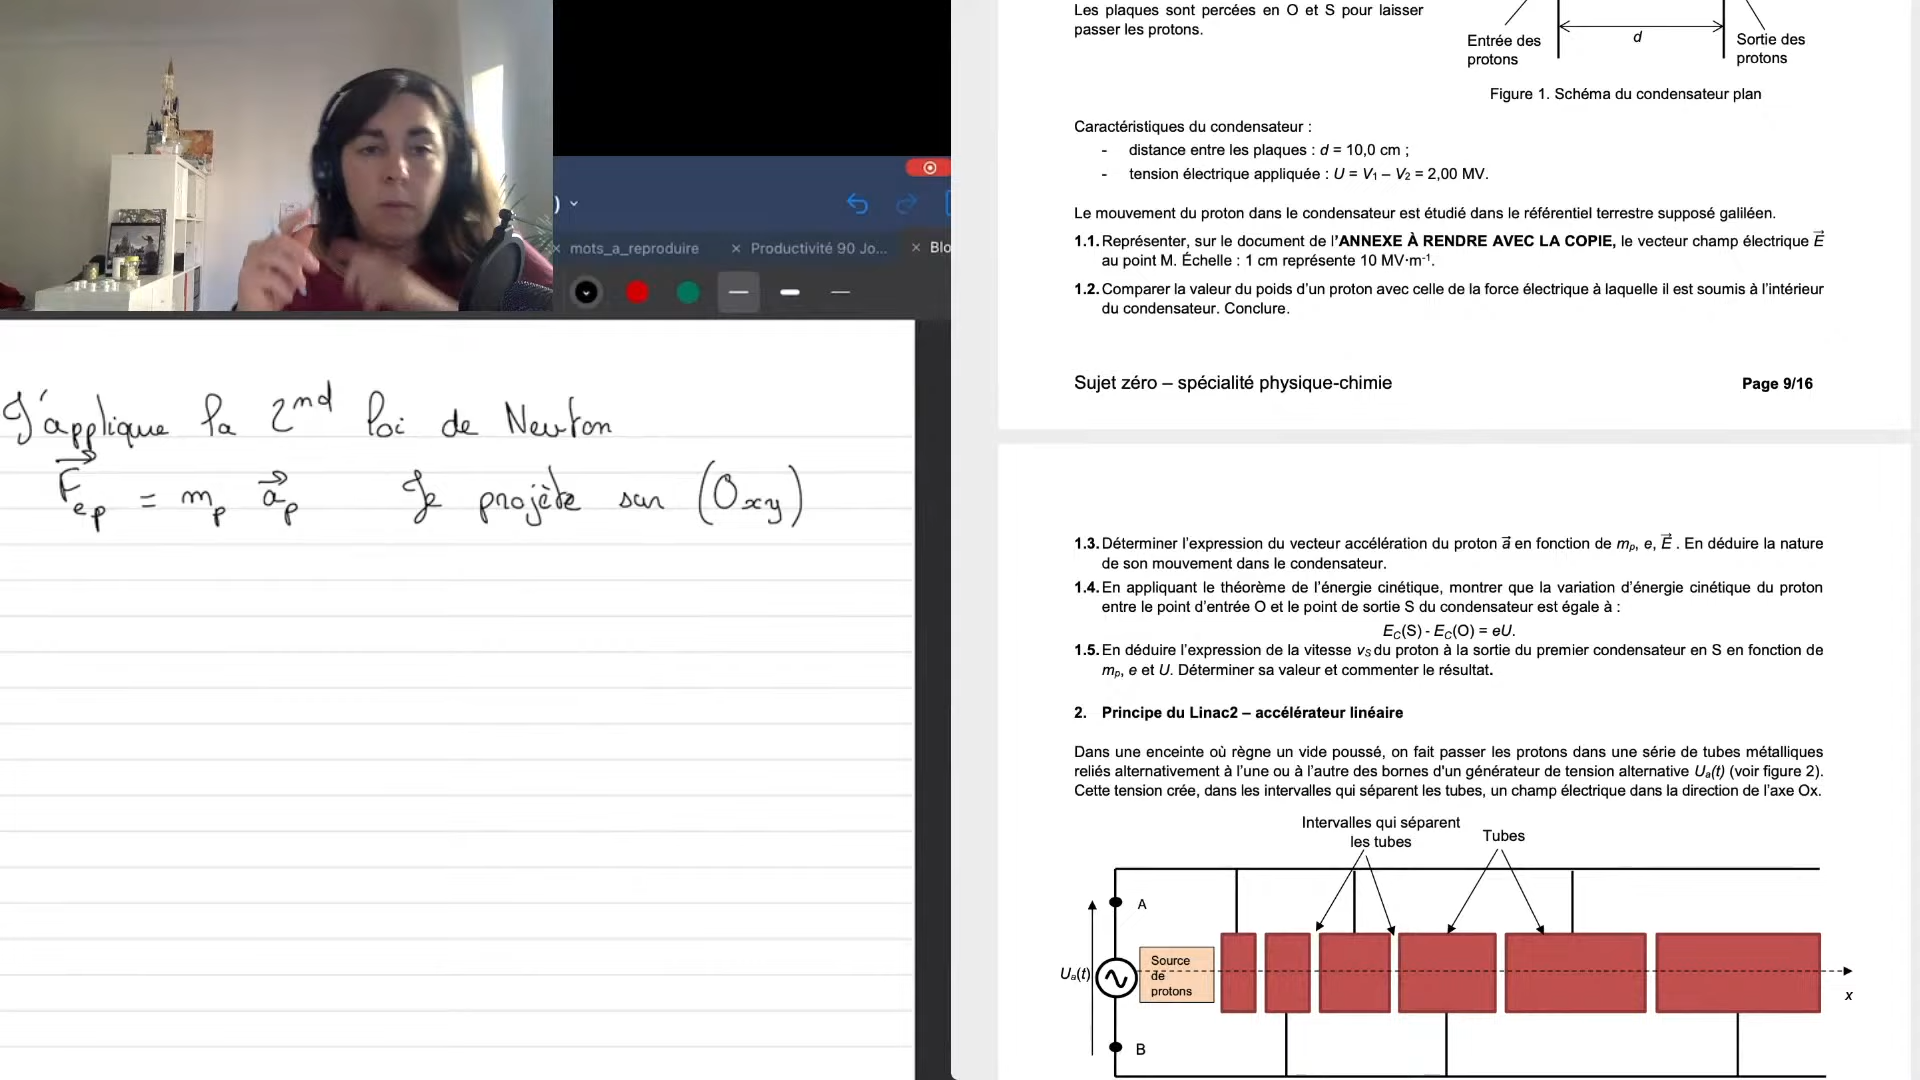 ) ⌄
× mots_a_reproduire × Productivité 90 Jo... × Blo
J'applique la 2nd loi de Newton
F⃗ep = mp a⃗p Je projète sur (Oxy)
Les plaques sont percées en O et S pour laisser
passer les protons.
Entrée des
protons
d
Sortie des
protons
Figure 1. Schéma du condensateur plan
Caractéristiques du condensateur :
- distance entre les plaques : d = 10,0 cm ;
- tension électrique appliquée : U = V1 – V2 = 2,00 MV.
Le mouvement du proton dans le condensateur est étudié dans le référentiel terrestre supposé galiléen.
1.1. Représenter, sur le document de l'ANNEXE À RENDRE AVEC LA COPIE, le vecteur champ électrique E⃗
au point M. Échelle : 1 cm représente 10 MV·m-1.
1.2. Comparer la valeur du poids d'un proton avec celle de la force électrique à laquelle il est soumis à l'intérieur
du condensateur. Conclure.
Sujet zéro – spécialité physique-chimie Page 9/16
1.3. Déterminer l'expression du vecteur accélération du proton a⃗ en fonction de mp, e, E⃗ . En déduire la nature
de son mouvement dans le condensateur.
1.4. En appliquant le théorème de l'énergie cinétique, montrer que la variation d'énergie cinétique du proton
entre le point d'entrée O et le point de sortie S du condensateur est égale à :
EC(S) - EC(O) = eU.
1.5. En déduire l'expression de la vitesse vS du proton à la sortie du premier condensateur en S en fonction de
mp, e et U. Déterminer sa valeur et commenter le résultat.
2. Principe du Linac2 – accélérateur linéaire
Dans une enceinte où règne un vide poussé, on fait passer les protons dans une série de tubes métalliques
reliés alternativement à l'une ou à l'autre des bornes d'un générateur de tension alternative Ua(t) (voir figure 2).
Cette tension crée, dans les intervalles qui séparent les tubes, un champ électrique dans la direction de l'axe Ox.
Intervalles qui séparent
les tubes
Tubes
A
Ua(t)
Source
de
protons
x
B